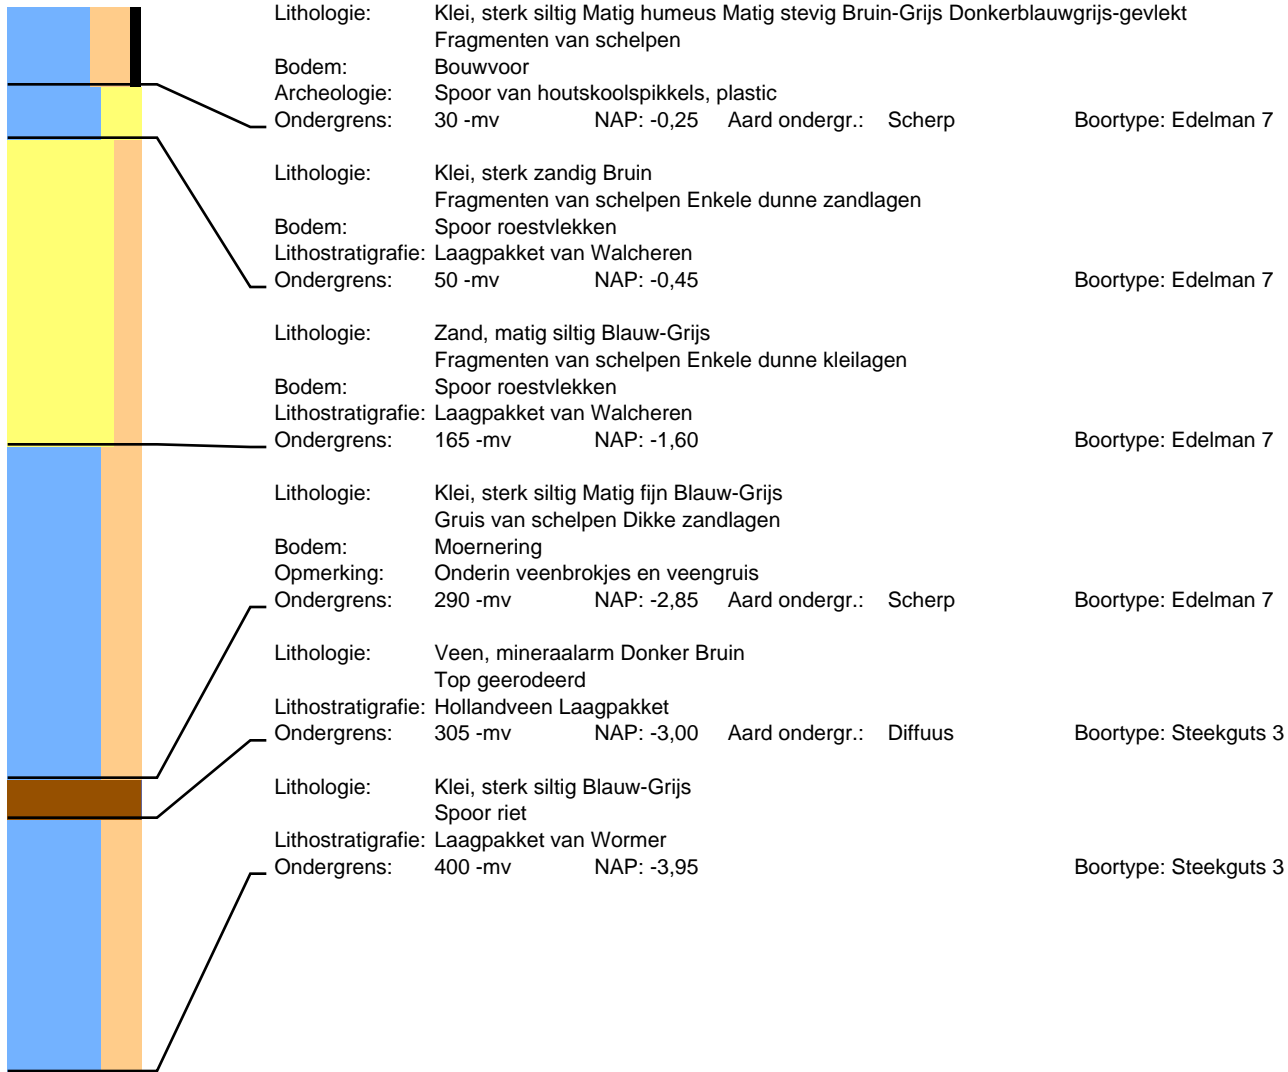 Lithologie: Klei, sterk siltig Matig humeus Matig stevig Bruin-Grijs Donkerblauwgrijs-gevlekt
Fragmenten van schelpen
Bodem: Bouwvoor
Archeologie: Spoor van houtskoolspikkels, plastic
Ondergrens: 30 -mv NAP: -0,25 Aard ondergr.: Scherp Boortype: Edelman 7
Lithologie: Klei, sterk zandig Bruin
Fragmenten van schelpen Enkele dunne zandlagen
Bodem: Spoor roestvlekken
Lithostratigrafie: Laagpakket van Walcheren
Ondergrens: 50 -mv NAP: -0,45 Boortype: Edelman 7
Lithologie: Zand, matig siltig Blauw-Grijs
Fragmenten van schelpen Enkele dunne kleilagen
Bodem: Spoor roestvlekken
Lithostratigrafie: Laagpakket van Walcheren
Ondergrens: 165 -mv NAP: -1,60 Boortype: Edelman 7
Lithologie: Klei, sterk siltig Matig fijn Blauw-Grijs
Gruis van schelpen Dikke zandlagen
Bodem: Moernering
Opmerking: Onderin veenbrokjes en veengruis
Ondergrens: 290 -mv NAP: -2,85 Aard ondergr.: Scherp Boortype: Edelman 7
Lithologie: Veen, mineraalarm Donker Bruin
Top geerodeerd
Lithostratigrafie: Hollandveen Laagpakket
Ondergrens: 305 -mv NAP: -3,00 Aard ondergr.: Diffuus Boortype: Steekguts 3
Lithologie: Klei, sterk siltig Blauw-Grijs
Spoor riet
Lithostratigrafie: Laagpakket van Wormer
Ondergrens: 400 -mv NAP: -3,95 Boortype: Steekguts 3